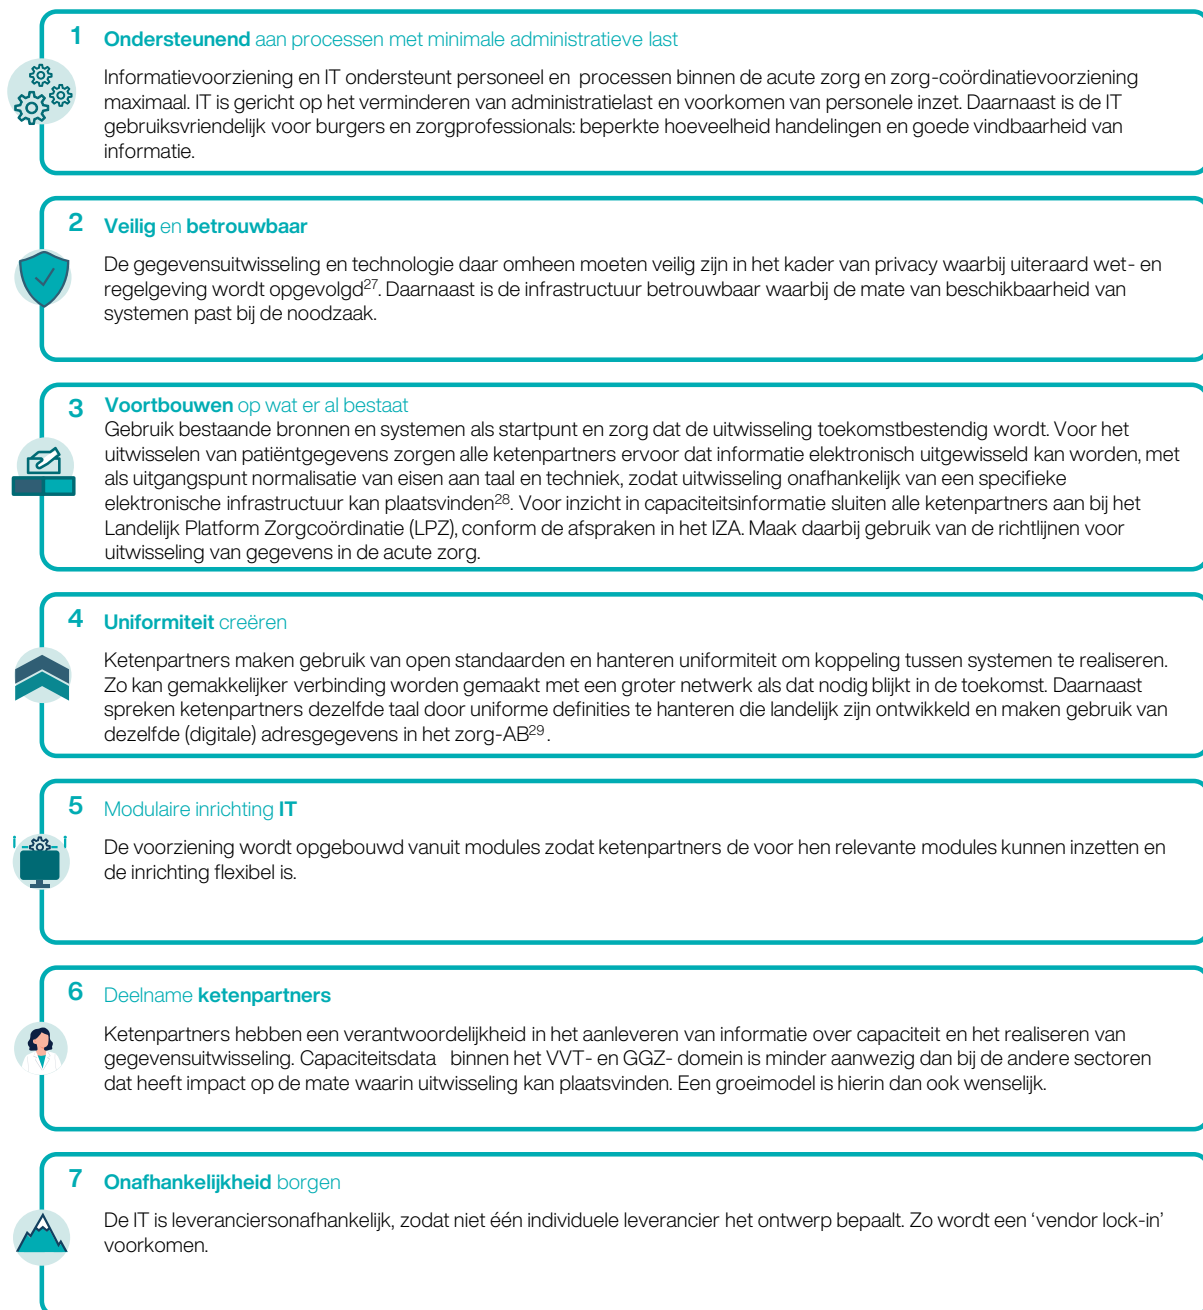 1 Ondersteunend aan processen met minimale administratieve last
Informatievoorziening en IT ondersteunt personeel en processen binnen de acute zorg en zorg-coördinatievoorziening
maximaal. IT is gericht op het verminderen van administratielast en voorkomen van personele inzet. Daarnaast is de IT
gebruiksvriendelijk voor burgers en zorgprofessionals: beperkte hoeveelheid handelingen en goede vindbaarheid van
informatie.
2 Veilig en betrouwbaar
De gegevensuitwisseling en technologie daar omheen moeten veilig zijn in het kader van privacy waarbij uiteraard wet- en
regelgeving wordt opgevolgd27. Daarnaast is de infrastructuur betrouwbaar waarbij de mate van beschikbaarheid van
systemen past bij de noodzaak.
3 Voortbouwen op wat er al bestaat
Gebruik bestaande bronnen en systemen als startpunt en zorg dat de uitwisseling toekomstbestendig wordt. Voor het
uitwisselen van patiëntgegevens zorgen alle ketenpartners ervoor dat informatie elektronisch uitgewisseld kan worden, met
als uitgangspunt normalisatie van eisen aan taal en techniek, zodat uitwisseling onafhankelijk van een specifieke
elektronische infrastructuur kan plaatsvinden28. Voor inzicht in capaciteitsinformatie sluiten alle ketenpartners aan bij het
Landelijk Platform Zorgcoördinatie (LPZ), conform de afspraken in het IZA. Maak daarbij gebruik van de richtlijnen voor
uitwisseling van gegevens in de acute zorg.
4 Uniformiteit creëren
Ketenpartners maken gebruik van open standaarden en hanteren uniformiteit om koppeling tussen systemen te realiseren.
Zo kan gemakkelijker verbinding worden gemaakt met een groter netwerk als dat nodig blijkt in de toekomst. Daarnaast
spreken ketenpartners dezelfde taal door uniforme definities te hanteren die landelijk zijn ontwikkeld en maken gebruik van
dezelfde (digitale) adresgegevens in het zorg-AB29.
5 Modulaire inrichting IT
De voorziening wordt opgebouwd vanuit modules zodat ketenpartners de voor hen relevante modules kunnen inzetten en
de inrichting flexibel is.
6 Deelname ketenpartners
Ketenpartners hebben een verantwoordelijkheid in het aanleveren van informatie over capaciteit en het realiseren van
gegevensuitwisseling. Capaciteitsdata binnen het VVT- en GGZ- domein is minder aanwezig dan bij de andere sectoren
dat heeft impact op de mate waarin uitwisseling kan plaatsvinden. Een groeimodel is hierin dan ook wenselijk.
7 Onafhankelijkheid borgen
De IT is leveranciersonafhankelijk, zodat niet één individuele leverancier het ontwerp bepaalt. Zo wordt een ‘vendor lock-in’
voorkomen.